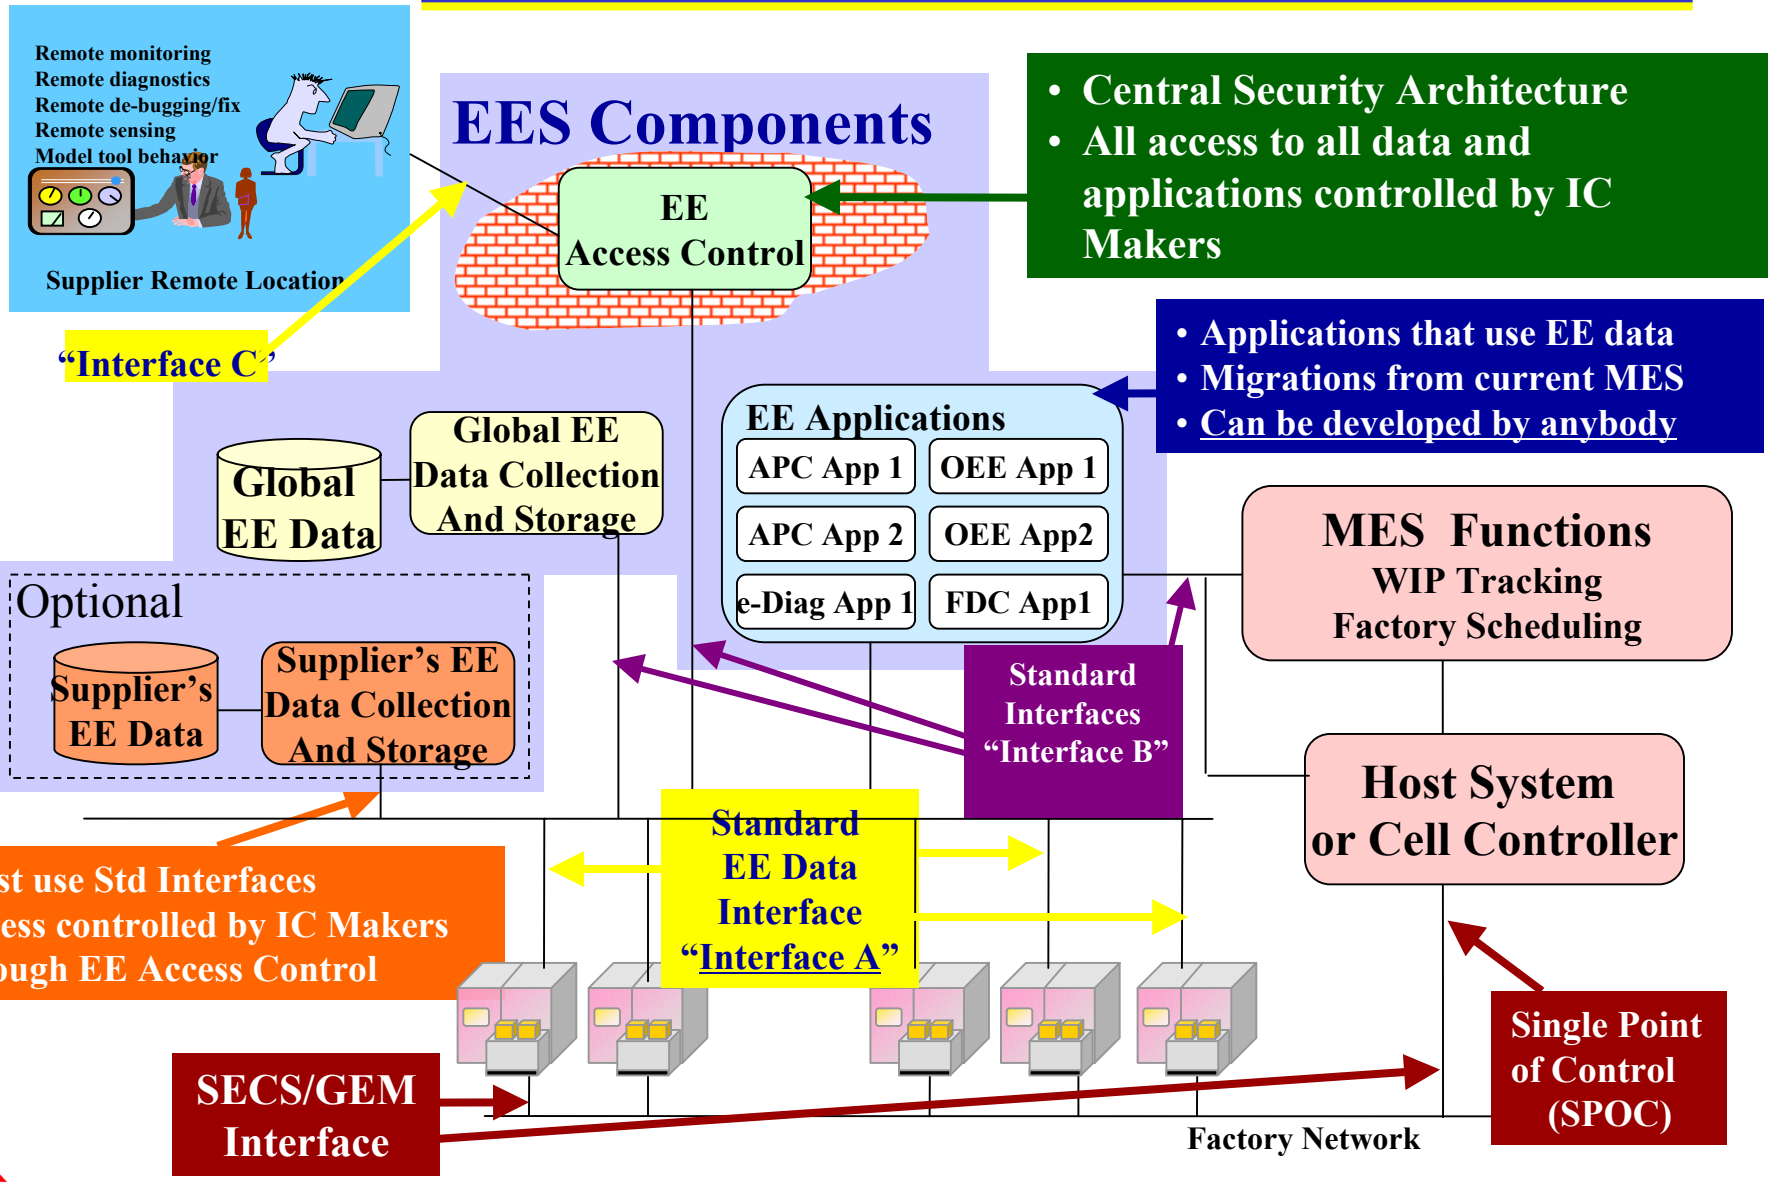 Remote monitoring
Remote diagnostics
Remote de-bugging/fix
Remote sensing
Model tool behavior
Supplier Remote Location
EES Components
EE
Access Control
• Central Security Architecture
• All access to all data and
applications controlled by IC
Makers
“Interface C”
• Applications that use EE data
• Migrations from current MES
• Can be developed by anybody
Global
EE Data
Global EE
Data Collection
And Storage
EE Applications
APC App 1
OEE App 1
APC App 2
OEE App2
e-Diag App 1
FDC App1
MES Functions
WIP Tracking
Factory Scheduling
Optional
Supplier’s
EE Data
Supplier’s EE
Data Collection
And Storage
Standard
Interfaces
“Interface B”
Host System
or Cell Controller
Standard
EE Data
Interface
“Interface A”
st use Std Interfaces
ess controlled by IC Makers
ough EE Access Control
SECS/GEM
Interface
Single Point
of Control
(SPOC)
Factory Network